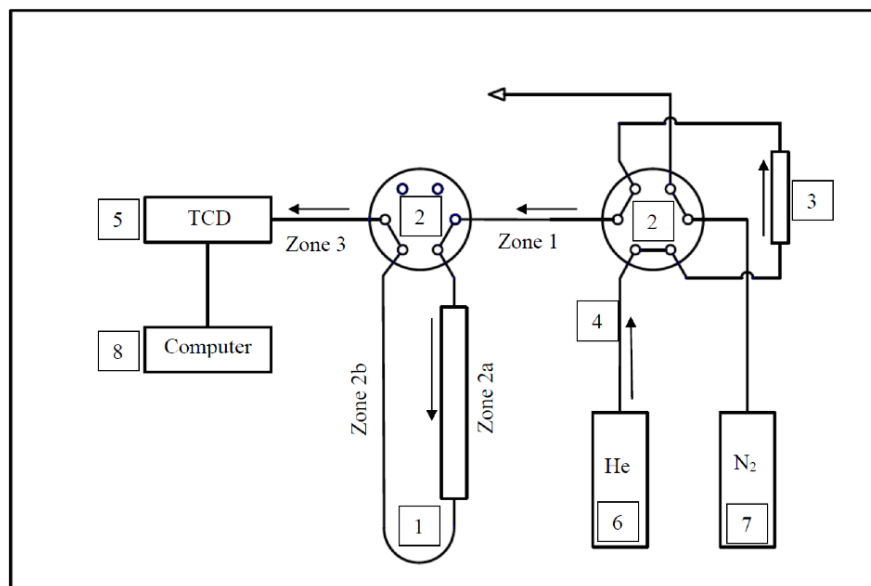 5
TCD
Zone 3
2
Zone 1
2
3
8
Computer
Zone 2b
Zone 2a
4
1
He
6
N₂
7